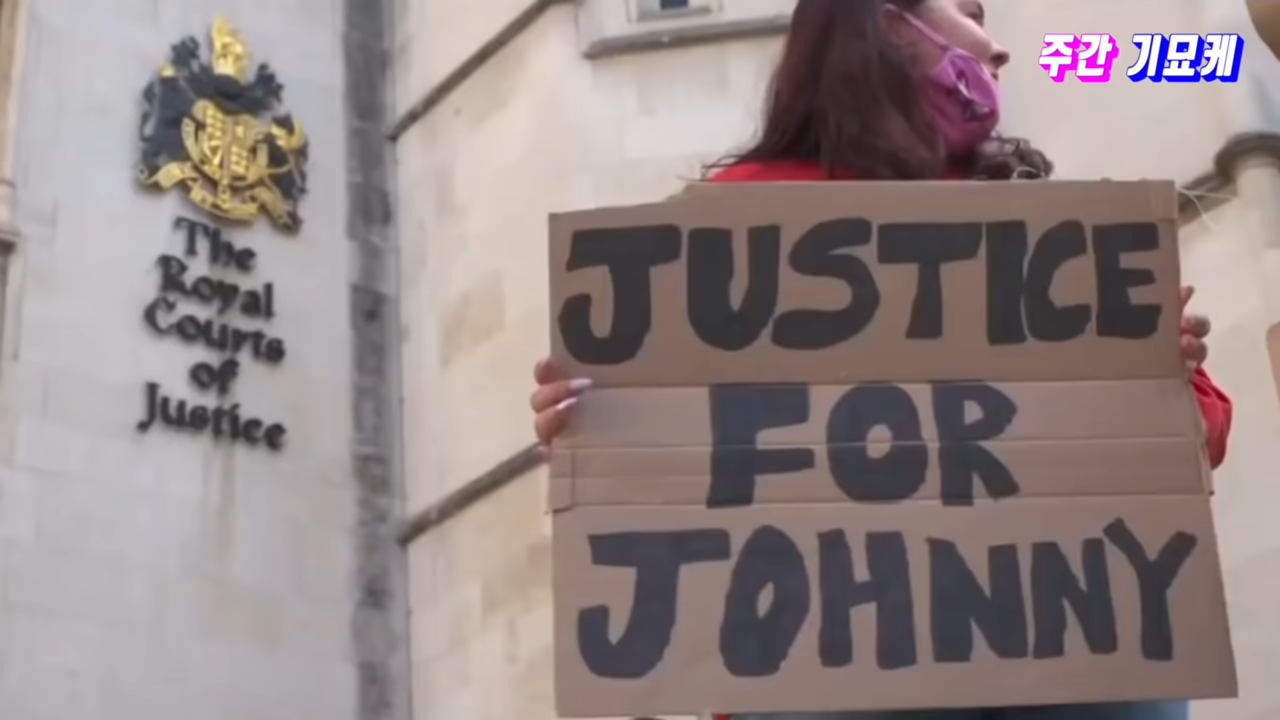 주간 기묘케
The
Royal
Courts
of
Justice
JUSTICE
FOR
JOHNNY